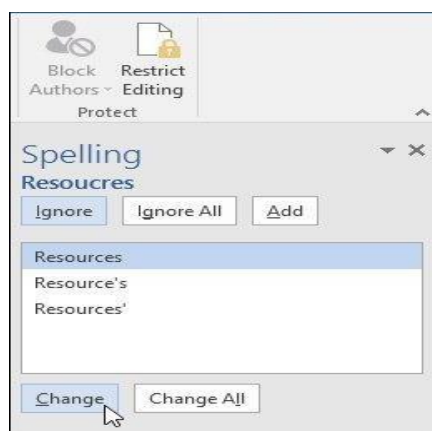 Block Restrict
Authors Editing
Protect
Spelling
Resoucres
Ignore Ignore All Add
Resources
Resource's
Resources'
Change Change All